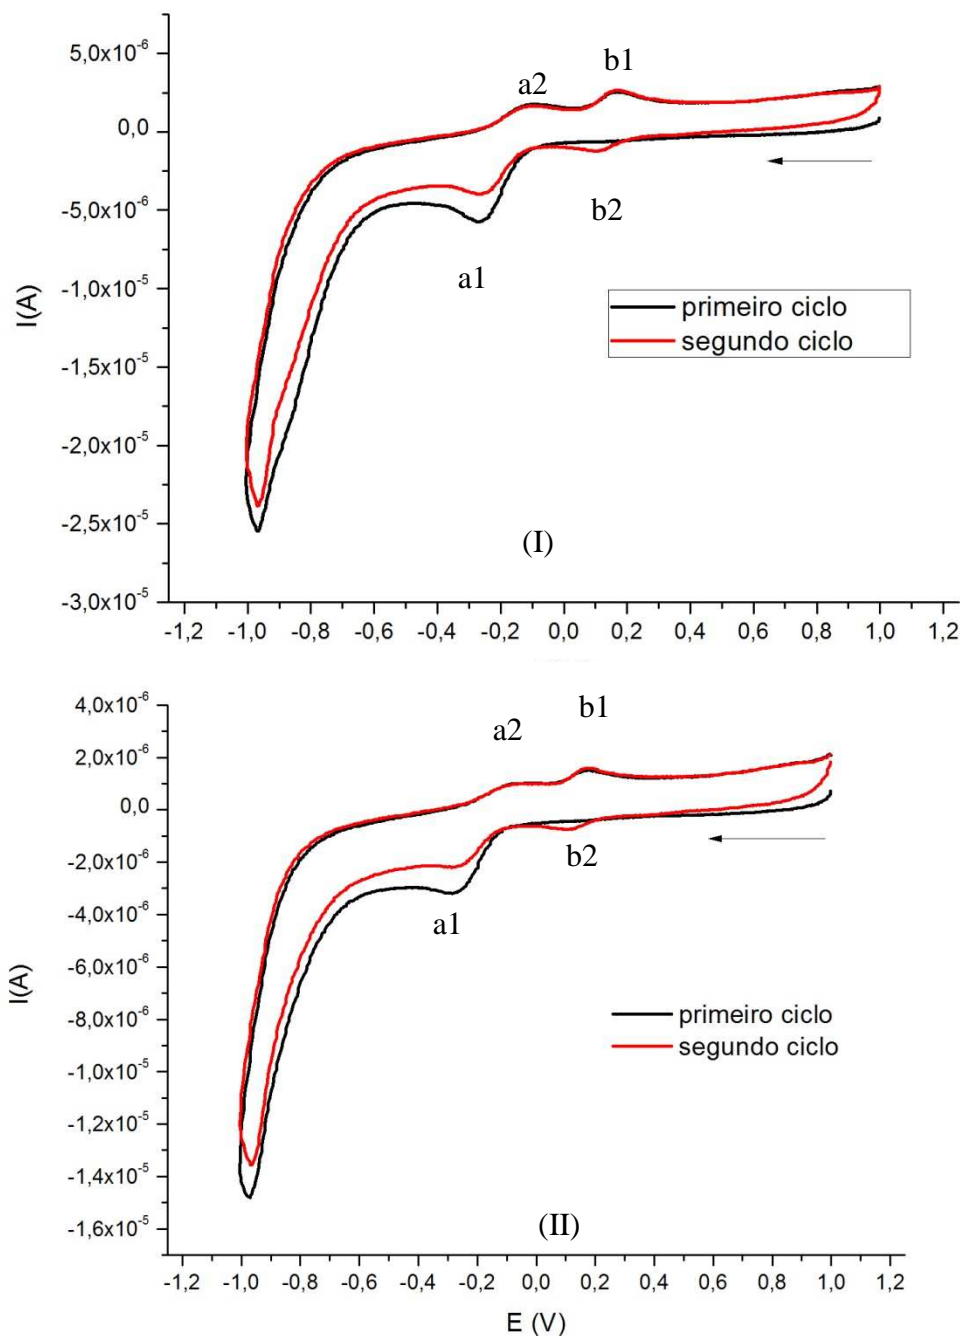 5,0x10⁻⁶
b1
a2
0,0
-5,0x10⁻⁶
b2
a1
-1,0x10⁻⁵
I(A)
primeiro ciclo
segundo ciclo
-1,5x10⁻⁵
-2,0x10⁻⁵
-2,5x10⁻⁵
(I)
-3,0x10⁻⁵
-1,2 -1,0 -0,8 -0,6 -0,4 -0,2 0,0 0,2 0,4 0,6 0,8 1,0 1,2
4,0x10⁻⁶
b1
a2
2,0x10⁻⁶
0,0
b2
-2,0x10⁻⁶
a1
-4,0x10⁻⁶
-6,0x10⁻⁶
I(A)
-8,0x10⁻⁶
primeiro ciclo
segundo ciclo
-1,0x10⁻⁵
-1,2x10⁻⁵
-1,4x10⁻⁵
-1,6x10⁻⁵
(II)
-1,2 -1,0 -0,8 -0,6 -0,4 -0,2 0,0 0,2 0,4 0,6 0,8 1,0 1,2
E (V)